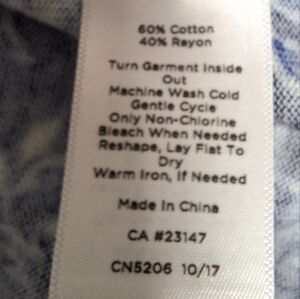 60% Cotton
40% Rayon
Turn Garment Inside
Out
Machine Wash Cold
Gentle Cycle
Only Non-Chlorine
Bleach When Needed
Reshape, Lay Flat To
Dry
Warm Iron, If Needed
Made In China
CA #23147
CN5206 10/17